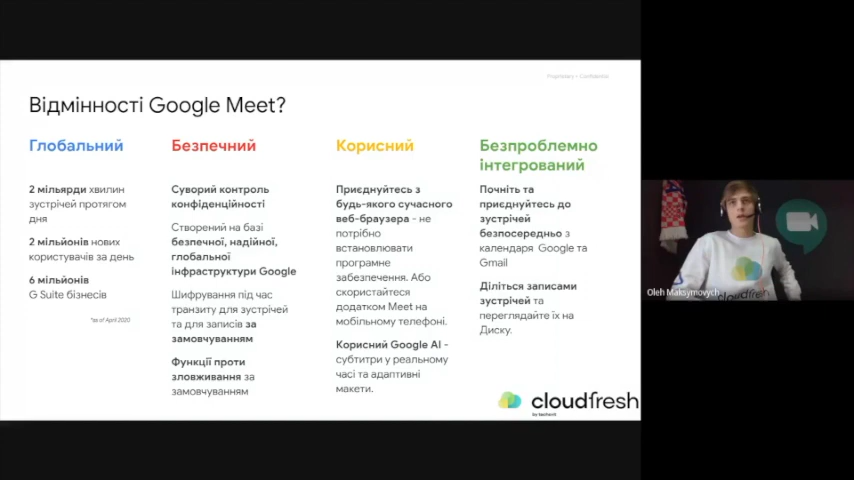 Proprietary + Confidential
Відмінності Google Meet?
Глобальний
2 мільярди хвилин
зустрічей протягом
дня
2 мільйонів нових
користувачів за день
6 мільйонів
G Suite бізнесів
*as of April 2020
Безпечний
Суворий контроль
конфіденційності
Створений на базі
безпечної, надійної,
глобальної
інфраструктури Google
Шифрування під час
транзиту для зустрічей
та для записів за
замовчуванням
Функції проти
зловживання за
замовчуванням
Корисний
Приєднуйтесь з
будь-якого сучасного
веб-браузера - не
потрібно
встановлювати
програмне
забезпечення. Або
скористайтеся
додатком Meet на
мобільному телефоні.
Корисний Google AI -
субтитри у реальному
часі та адаптивні
макети.
Безпроблемно
інтегрований
Почніть та
приєднуйтесь до
зустрічей
безпосередньо з
календаря Google та
Gmail
Діліться записами
зустрічей та
переглядайте їх на
Диску.
cloudfresh
Oleh Maksymovych
cloudfresh